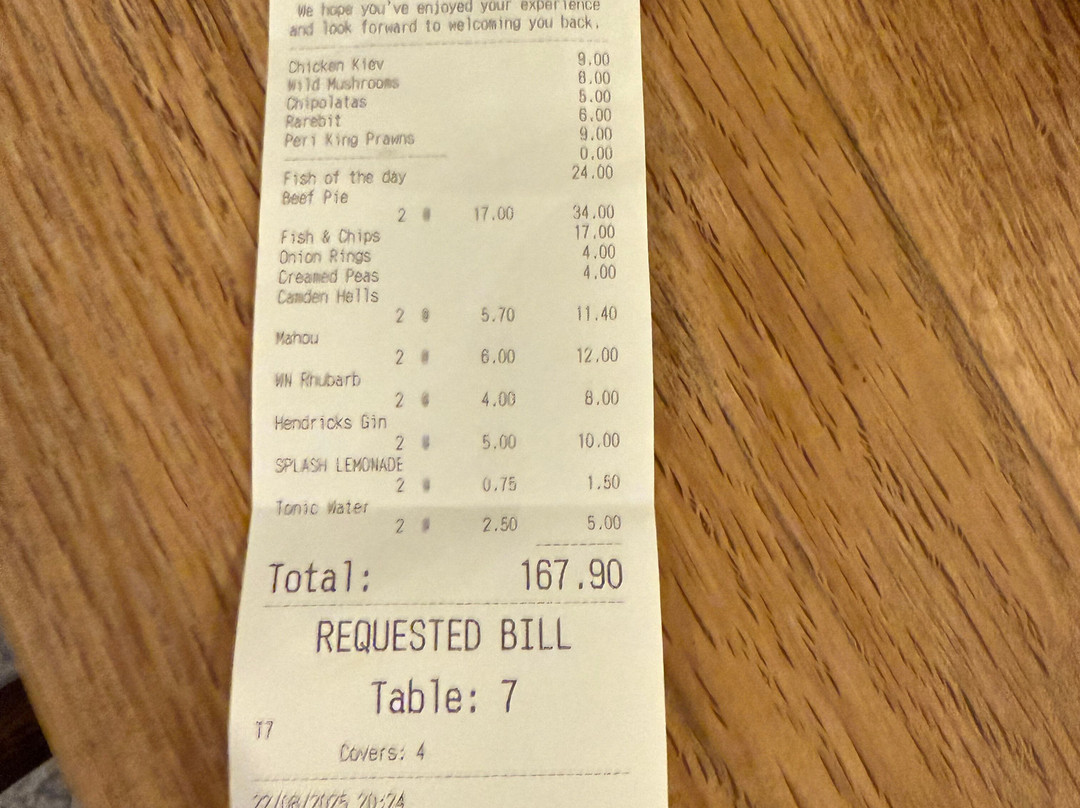 We hope you've enjoyed your experience
and look forward to welcoming you back.
Chicken Kiev 9.00
Wild Mushrooms 8.00
Chipolatas 5.00
Rarebit 6.00
Peri King Prawns 9.00
0.00
Fish of the day 24.00
Beef Pie
2 @ 17.00 34.00
Fish & Chips 17.00
Onion Rings 4.00
Creamed Peas 4.00
Camden Hells
2 @ 5.70 11.40
Mahou
2 @ 6.00 12.00
WN Rhubarb
2 @ 4.00 8.00
Hendricks Gin
2 @ 5.00 10.00
SPLASH LEMONADE
2 @ 0.75 1.50
Tonic Water
2 @ 2.50 5.00
Total: 167.90
REQUESTED BILL
Table: 7
T7
Covers: 4
22/08/2025 20:24